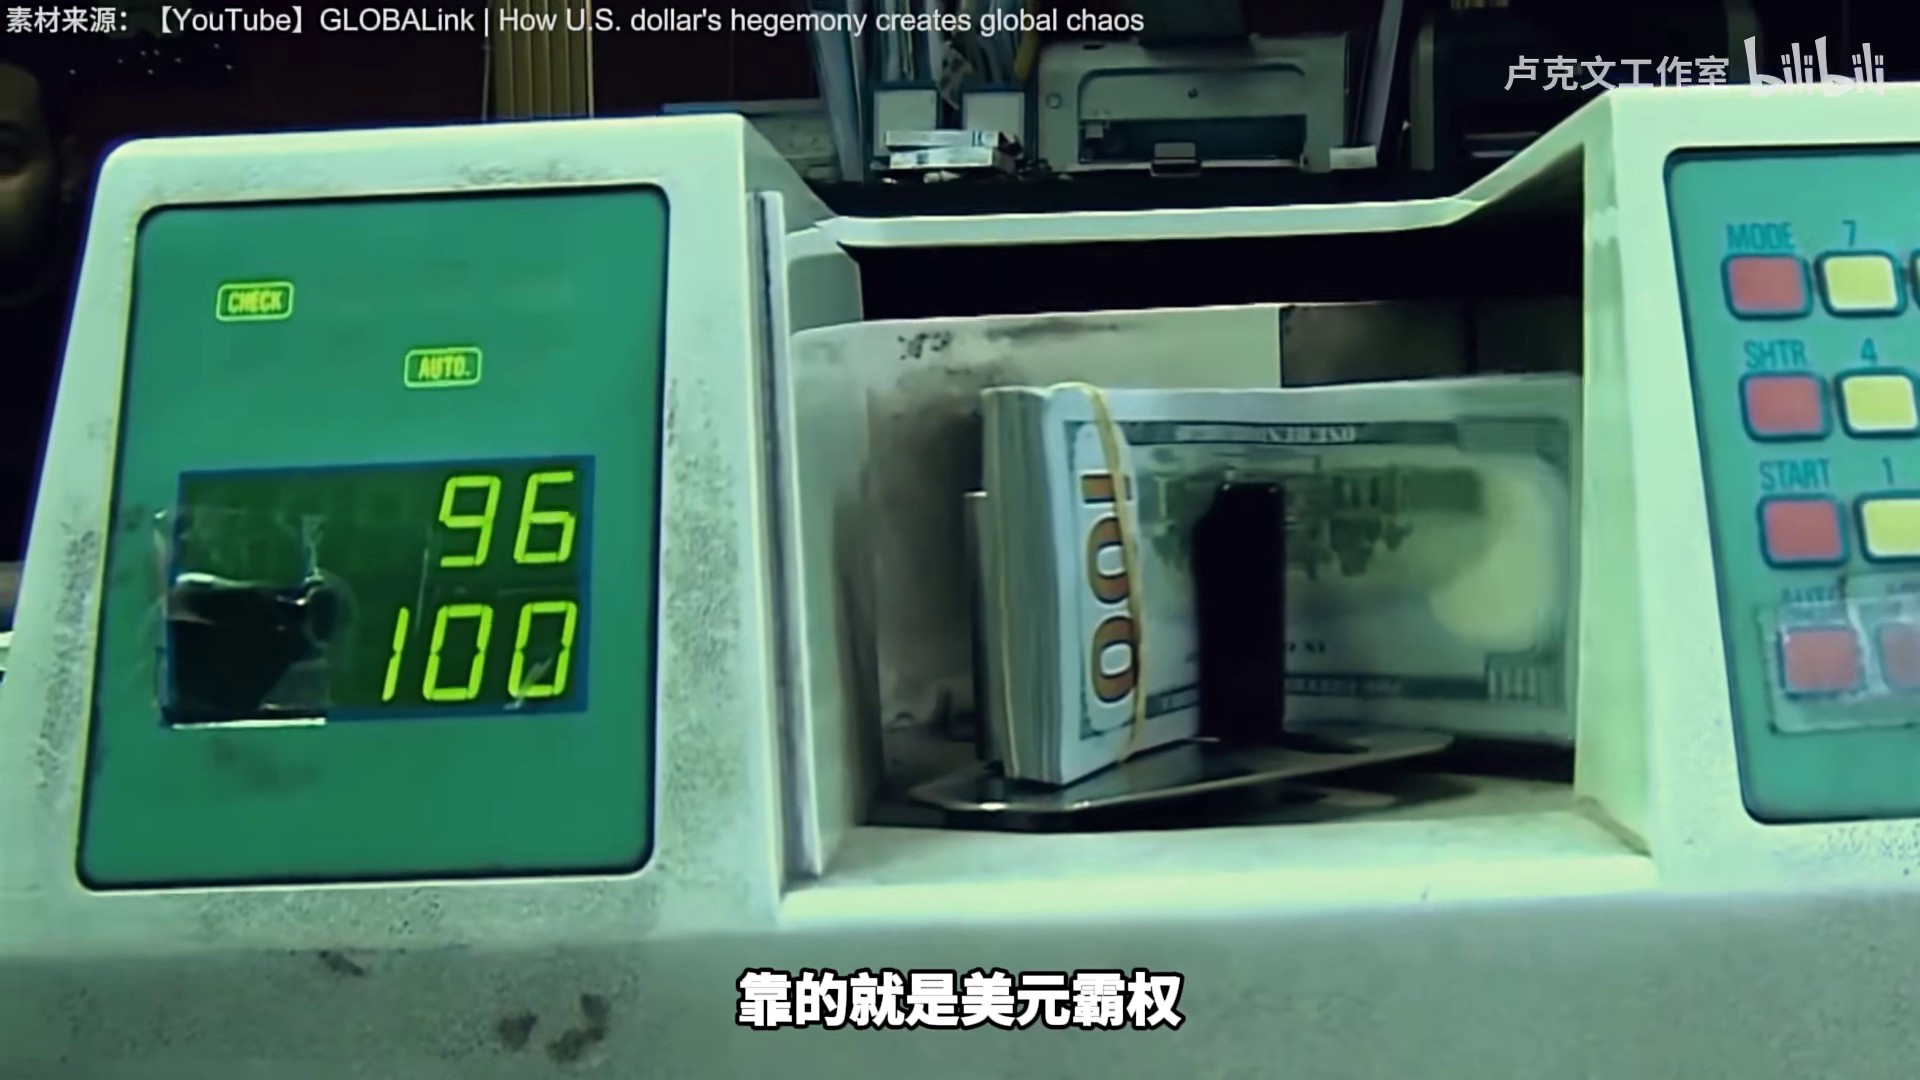 素材来源：【YouTube】GLOBALink | How U.S. dollar's hegemony creates global chaos
卢克文工作室 bilibili
MODE 7
CHECK
SHTR 4
AUTO.
START 1
96
100
100
AUTO
靠的就是美元霸权